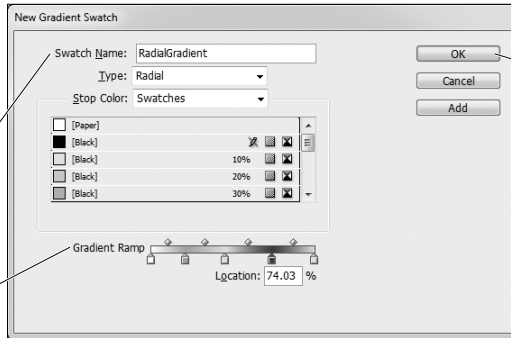 New Gradient Swatch
Swatch Name: RadialGradient
OK
Type: Radial
Cancel
Stop Color: Swatches
Add
[Paper]
[Black]
[Black] 10%
[Black] 20%
[Black] 30%
Gradient Ramp
Location: 74.03 %